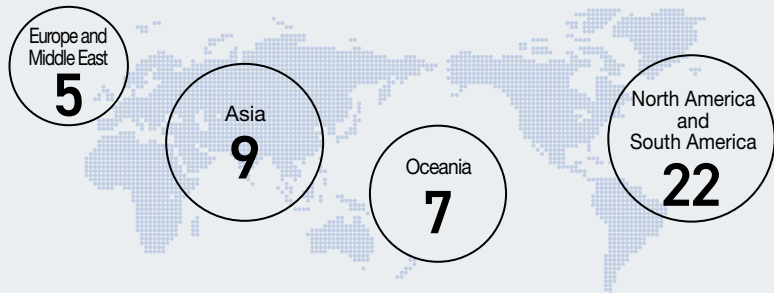 Europe and
Middle East
5
Asia
9
Oceania
7
North America
and
South America
22